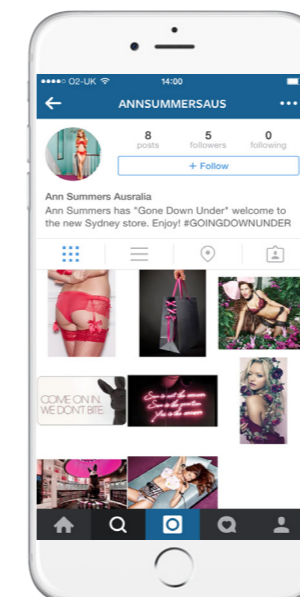 O2-UK 14:00
ANNSUMMERSAUS
8 5 0
posts followers following
+ Follow
Ann Summers Ausralia
Ann Summers has "Gone Down Under" welcome to
the new Sydney store. Enjoy! #GOINGDOWNUNDER
COME ON IN.
WE DONT BITE.